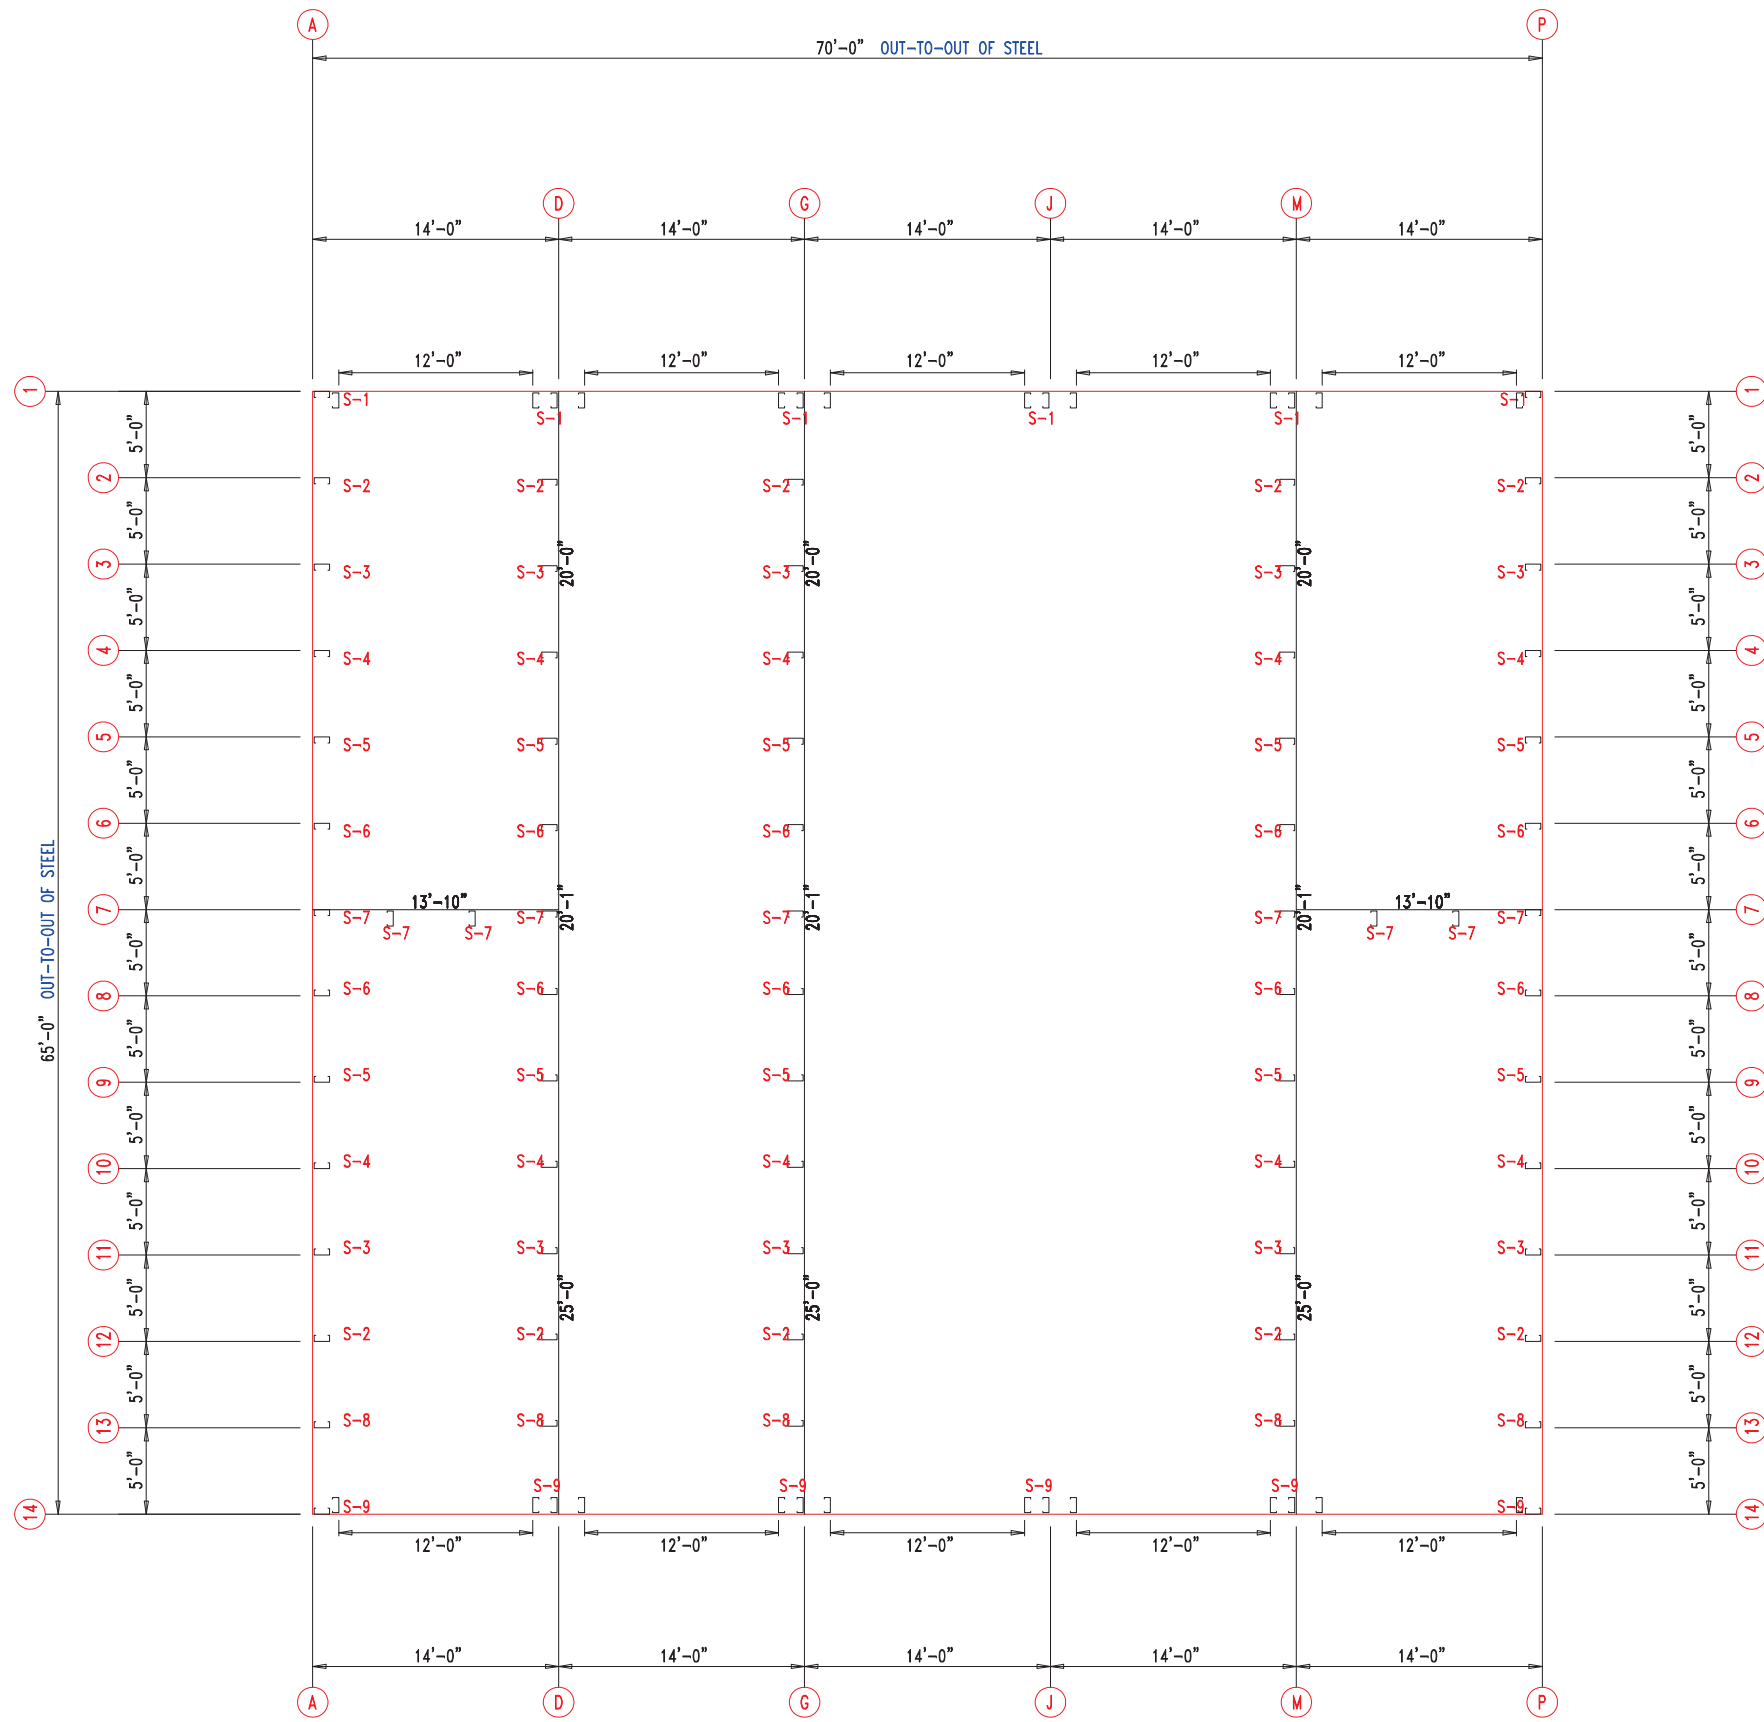 A P
70'-0" OUT-TO-OUT OF STEEL
D G J M
14'-0" 14'-0" 14'-0" 14'-0" 14'-0"
12'-0" 12'-0" 12'-0" 12'-0" 12'-0"
1 S-1 S-1 1
S-1 S-1 S-1 S-1
5'-0" 5'-0"
2 S-2 S-2 S-2 S-2 S-2 2
5'-0" 5'-0"
3 S-3 S-3 20'-0" S-3 20'-0" S-3 20'-0" S-3 3
5'-0" 5'-0"
4 S-4 S-4 S-4 S-4 S-4 4
5'-0" 5'-0"
5 S-5 S-5 S-5 S-5 S-5 5
5'-0" 5'-0"
6 S-6 S-6 S-6 S-6 S-6 6
5'-0" 5'-0"
13'-10" 13'-10"
7 S-7 S-7 20'-1" S-7 20'-1" S-7 20'-1" S-7 7
S-7 S-7 S-7 S-7
65'-0" OUT-TO-OUT OF STEEL
5'-0" 5'-0"
8 S-6 S-6 S-6 S-6 S-6 8
5'-0" 5'-0"
9 S-5 S-5 S-5 S-5 S-5 9
5'-0" 5'-0"
10 S-4 S-4 S-4 S-4 S-4 10
5'-0" 5'-0"
11 S-3 S-3 S-3 S-3 S-3 11
5'-0" 25'-0" 25'-0" 25'-0" 5'-0"
12 S-2 S-2 S-2 S-2 S-2 12
5'-0" 5'-0"
13 S-8 S-8 S-8 S-8 S-8 13
5'-0" 5'-0"
S-9 S-9 S-9 S-9
14 S-9 S-9 14
12'-0" 12'-0" 12'-0" 12'-0" 12'-0"
14'-0" 14'-0" 14'-0" 14'-0" 14'-0"
A D G J M P